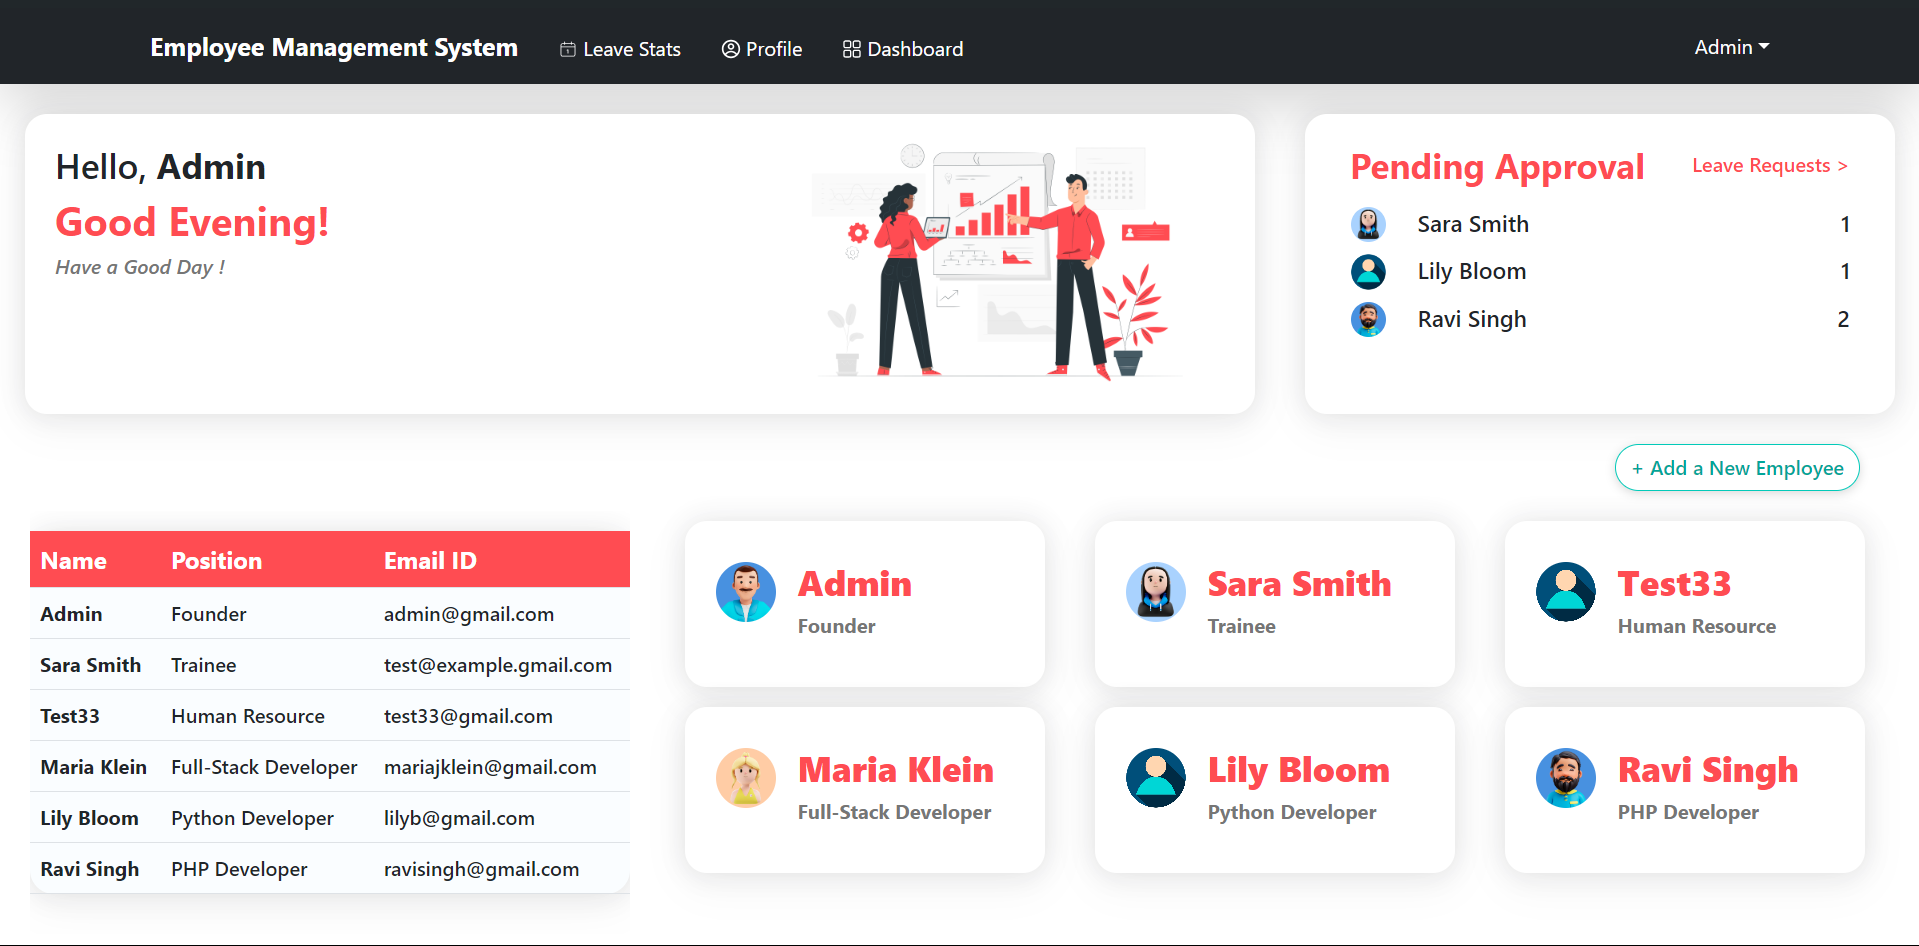 Employee Management System Leave Stats Profile Dashboard Admin
Hello, Admin
Good Evening!
Have a Good Day !
Pending Approval Leave Requests >
Sara Smith 1
Lily Bloom 1
Ravi Singh 2
+ Add a New Employee
Name Position Email ID
Admin Founder admin@gmail.com
Sara Smith Trainee test@example.gmail.com
Test33 Human Resource test33@gmail.com
Maria Klein Full-Stack Developer mariajklein@gmail.com
Lily Bloom Python Developer lilyb@gmail.com
Ravi Singh PHP Developer ravisingh@gmail.com
Admin
Founder
Sara Smith
Trainee
Test33
Human Resource
Maria Klein
Full-Stack Developer
Lily Bloom
Python Developer
Ravi Singh
PHP Developer